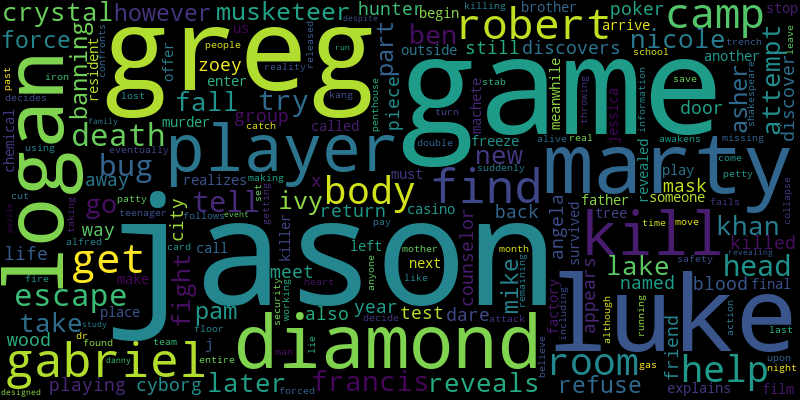 crystal however musketeer hunter begin brother killing poker arrive stop camp
force confronts banning resident zoey offer people us robert ben outside still discovers nicole another despite trench leave
greg game part piece meanwhile door asher attempt discover
past iron decides lost enter reality run released kang fall try group penthouse machete school shakespeare save information jessica throwing
logan death murder called catch player stab turn freeze alive real revealed missing awakens
chemical using eventually family bug realizes x must double new suddenly marty collapse
cut puzzle taking patty away tell ivy body find mask play come petty
go teenager alfred follows event set making getting return casino father someone fails
life way city card killer back counselor angela survived tree khan killed
get jason left pay mother next month mike kill time move revealing
fire make call meet anyone like appears lake safety head
escape fight security working heart also year test dare factory named blood final
take place pam remaining attack including although running action last
wood study dr found floor j diamond man lie decide believe luke friend upon
gabriel team danny entire room gas help night
designed playing cyborg later forced francis reveals refuse explains film